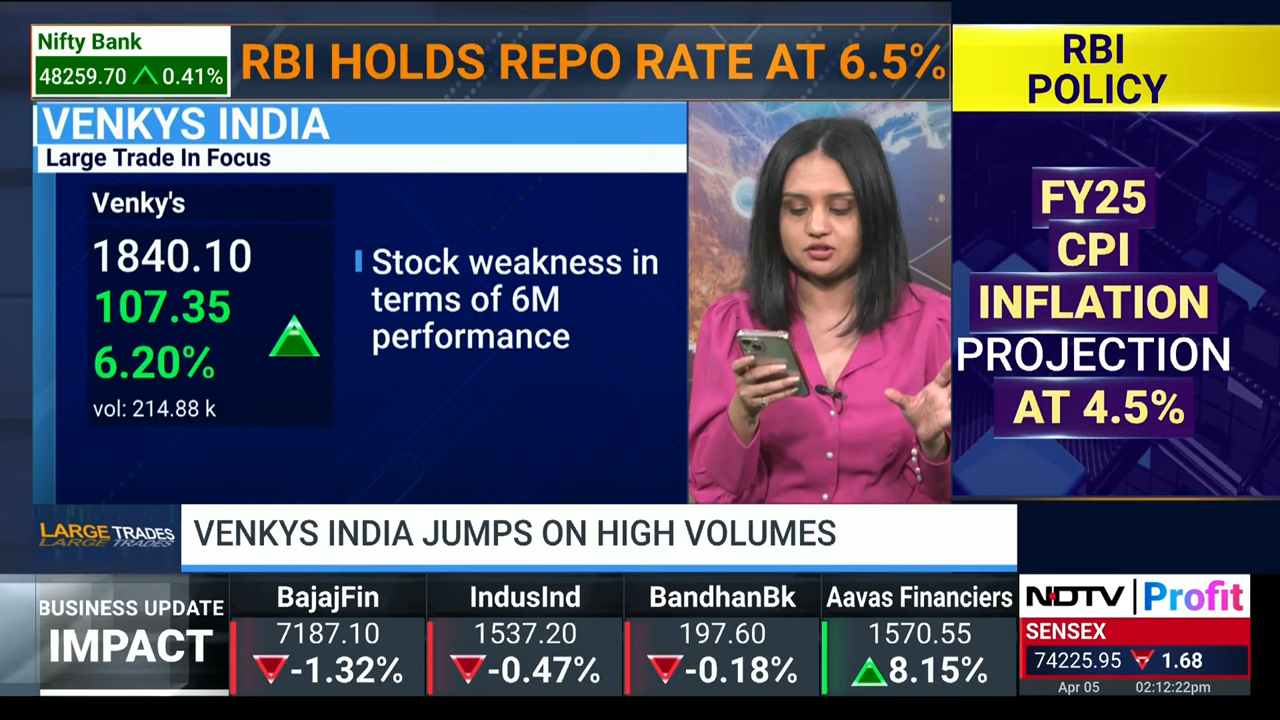 Nifty Bank
48259.70 0.41%
RBI HOLDS REPO RATE AT 6.5%
RBI
POLICY
FY25
CPI
INFLATION
PROJECTION
AT 4.5%
VENKYS INDIA
Large Trade In Focus
Venky's
1840.10
107.35
6.20%
vol: 214.88 k
Stock weakness in
terms of 6M
performance
LARGE TRADES
VENKYS INDIA JUMPS ON HIGH VOLUMES
BUSINESS UPDATE
IMPACT
BajajFin
7187.10
-1.32%
IndusInd
1537.20
-0.47%
BandhanBk
197.60
-0.18%
Aavas Financiers
1570.55
8.15%
NDTV Profit
SENSEX
74225.95 1.68
Apr 05 02:12:22pm